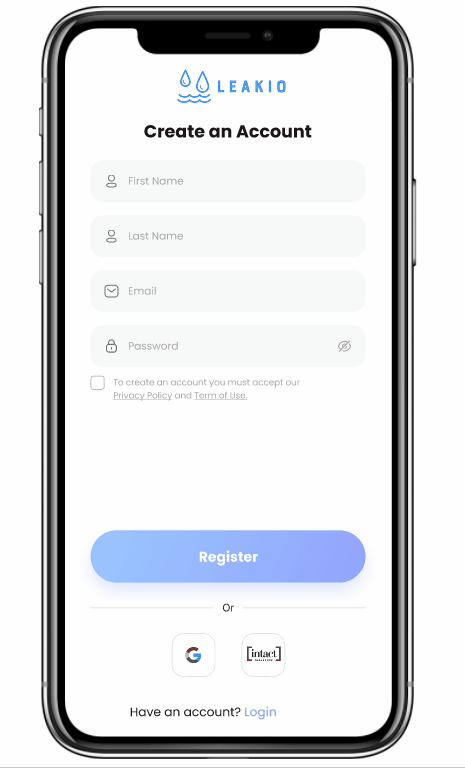 LEAKIO
Create an Account
First Name
Last Name
Email
Password
To create an account you must accept our
Privacy Policy and Term of Use.
Register
Or
[intact]
Have an account? Login